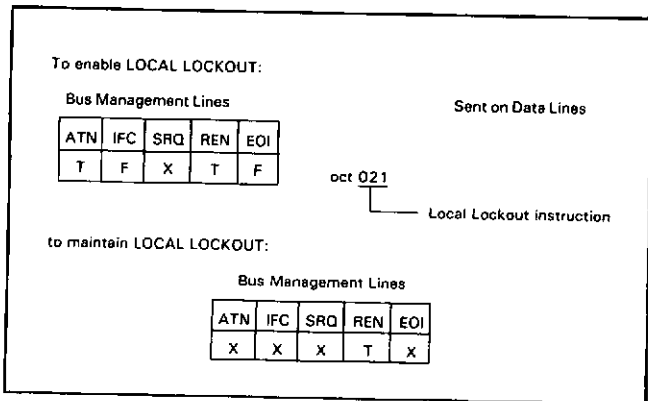 To enable LOCAL LOCKOUT:
Bus Management Lines
Sent on Data Lines
ATN IFC SRQ REN EOI
T F X T F
oct 021
Local Lockout instruction
to maintain LOCAL LOCKOUT:
Bus Management Lines
ATN IFC SRQ REN EOI
X X X T X